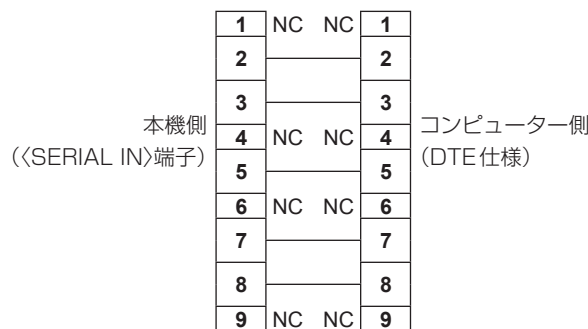 1 NC NC 1
2 2
3 3
本機側
(〈SERIAL IN〉端子)
4 NC NC 4
コンピューター側
(DTE仕様)
5 5
6 NC NC 6
7 7
8 8
9 NC NC 9